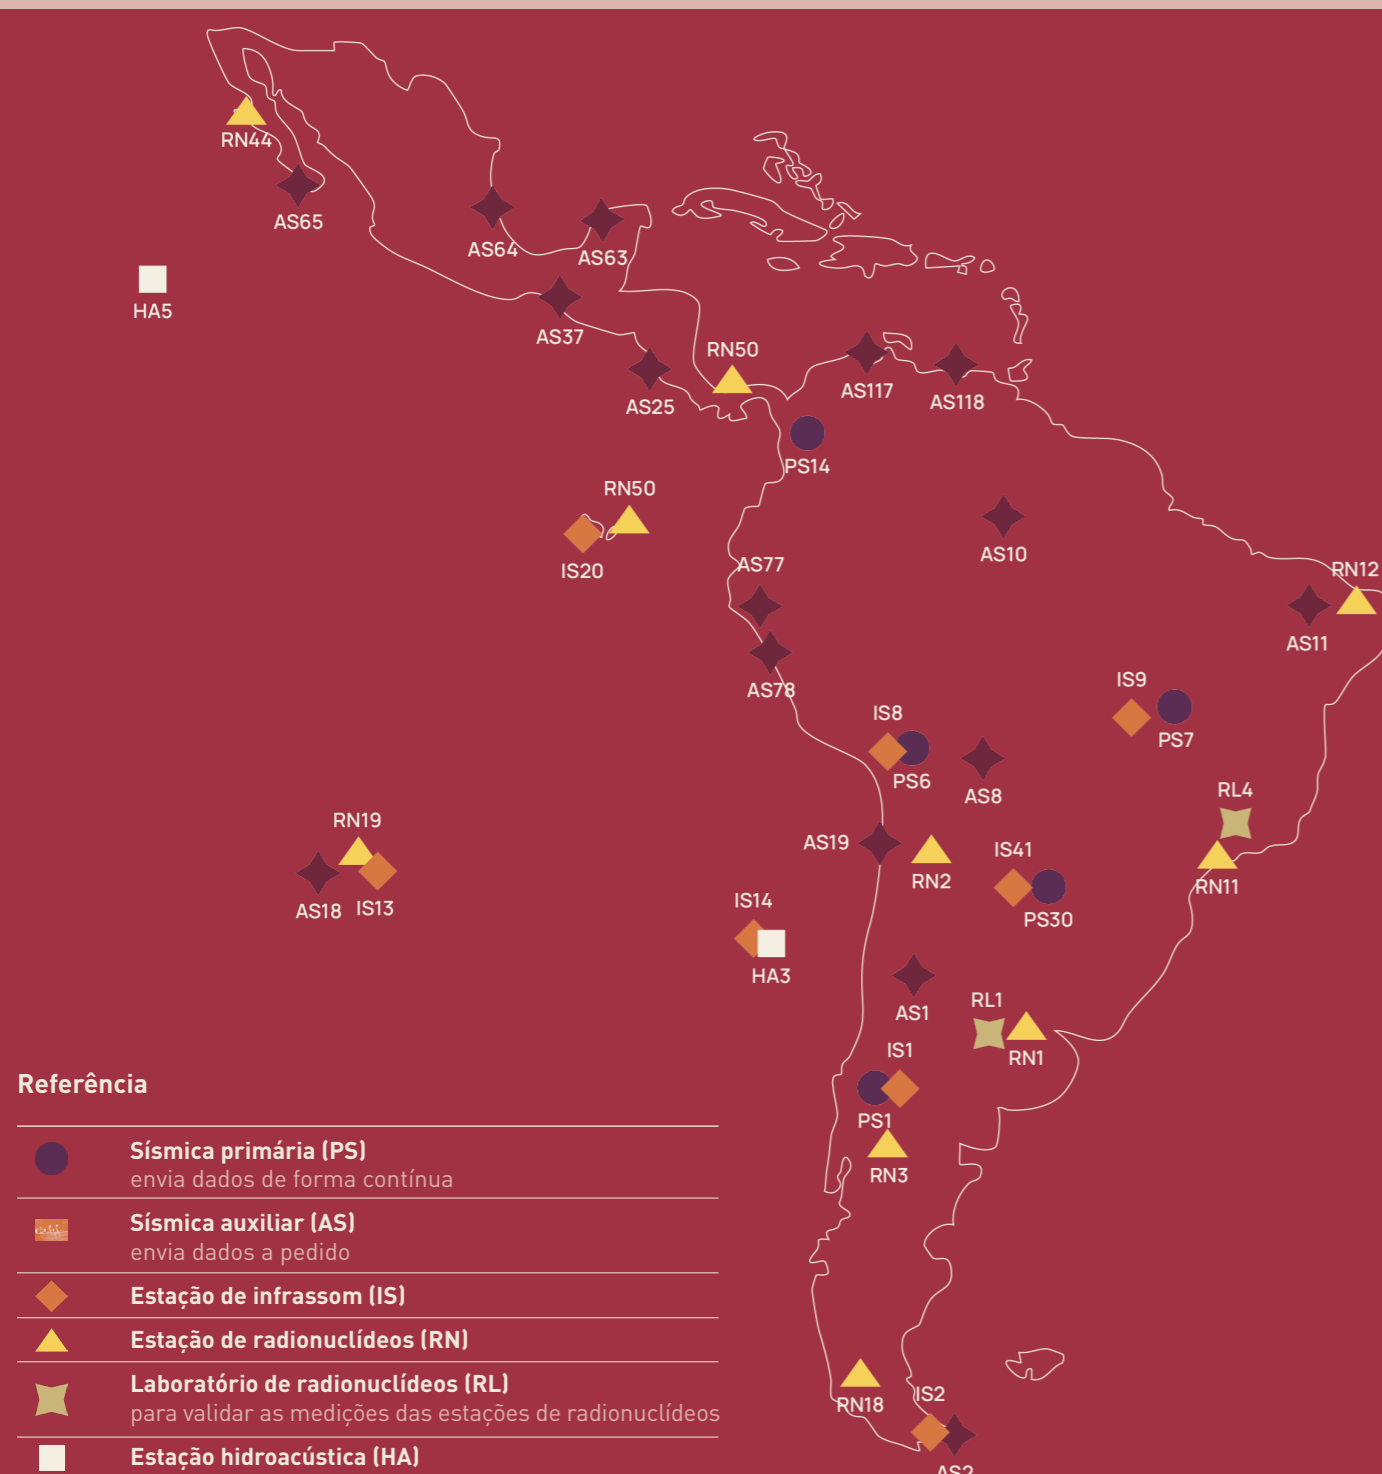 RN44
AS65
AS64
AS63
HA5
AS37
RN50
AS25
AS117
AS118
PS14
RN50
IS20
AS10
AS77
RN12
AS11
AS78
IS9
PS7
IS8
PS6
AS8
RL4
RN19
AS19
RN2
IS41
RN11
AS18
IS13
IS14
PS30
HA3
AS1
RL1
RN1
IS1
PS1
RN3
RN18
IS2
AS2
Referência
Sísmica primária (PS)
envia dados de forma contínua
Sísmica auxiliar (AS)
envia dados a pedido
Estação de infrassom (IS)
Estação de radionuclídeos (RN)
Laboratório de radionuclídeos (RL)
para validar as medições das estações de radionuclídeos
Estação hidroacústica (HA)